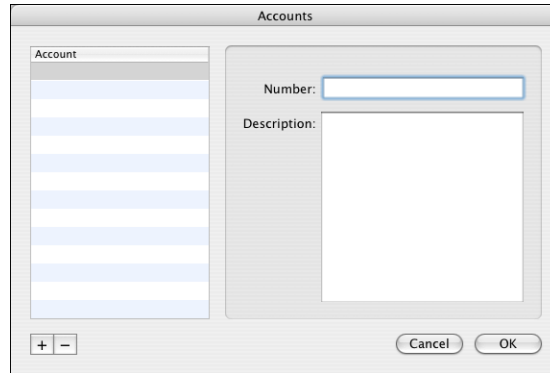 Accounts
Account
Number:
Description:
+ −
Cancel OK